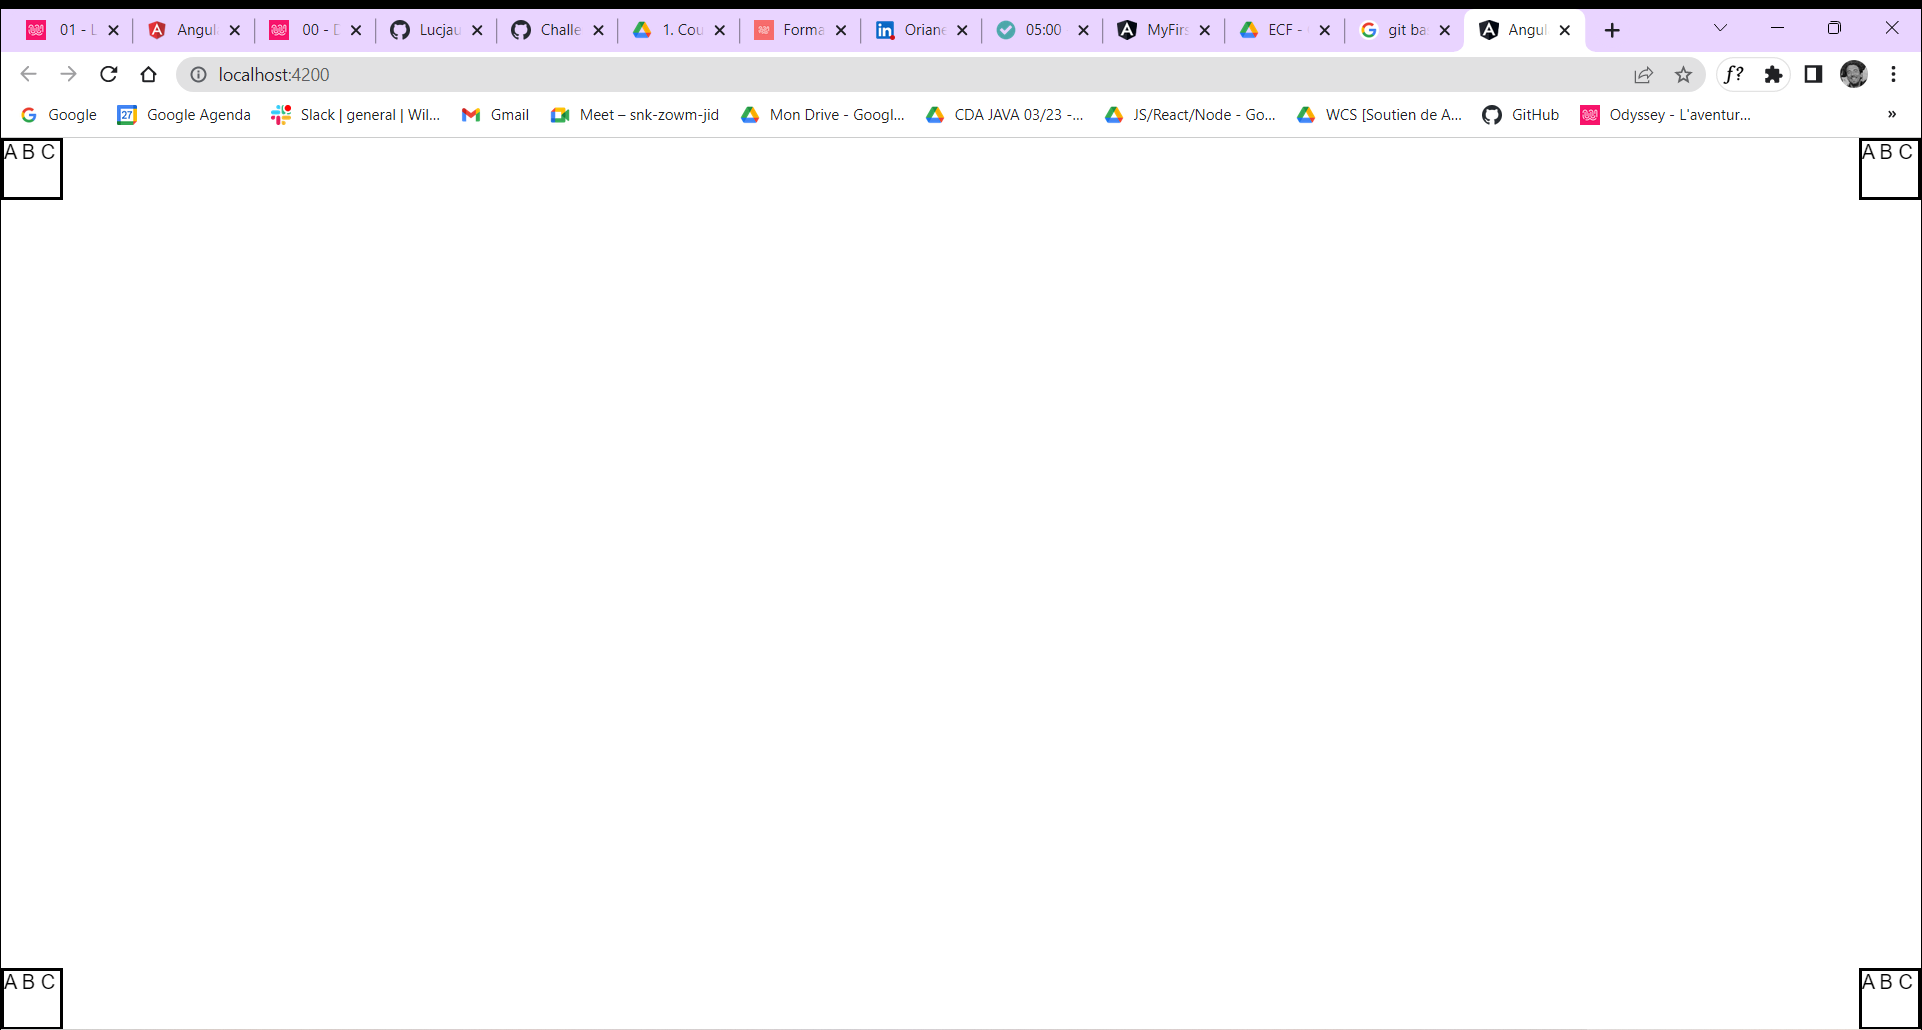 01 - L Angul 00 - D Lucjau Challe 1. Cou Forma Oriane 05:00 MyFirs ECF - git ba Angul
localhost:4200 f?
Google 27 Google Agenda Slack | general | Wil... Gmail Meet – snk-zowm-jid Mon Drive - Googl... CDA JAVA 03/23 -... JS/React/Node - Go... WCS [Soutien de A... GitHub Odyssey - L'aventur... »
A B C A B C
A B C A B C